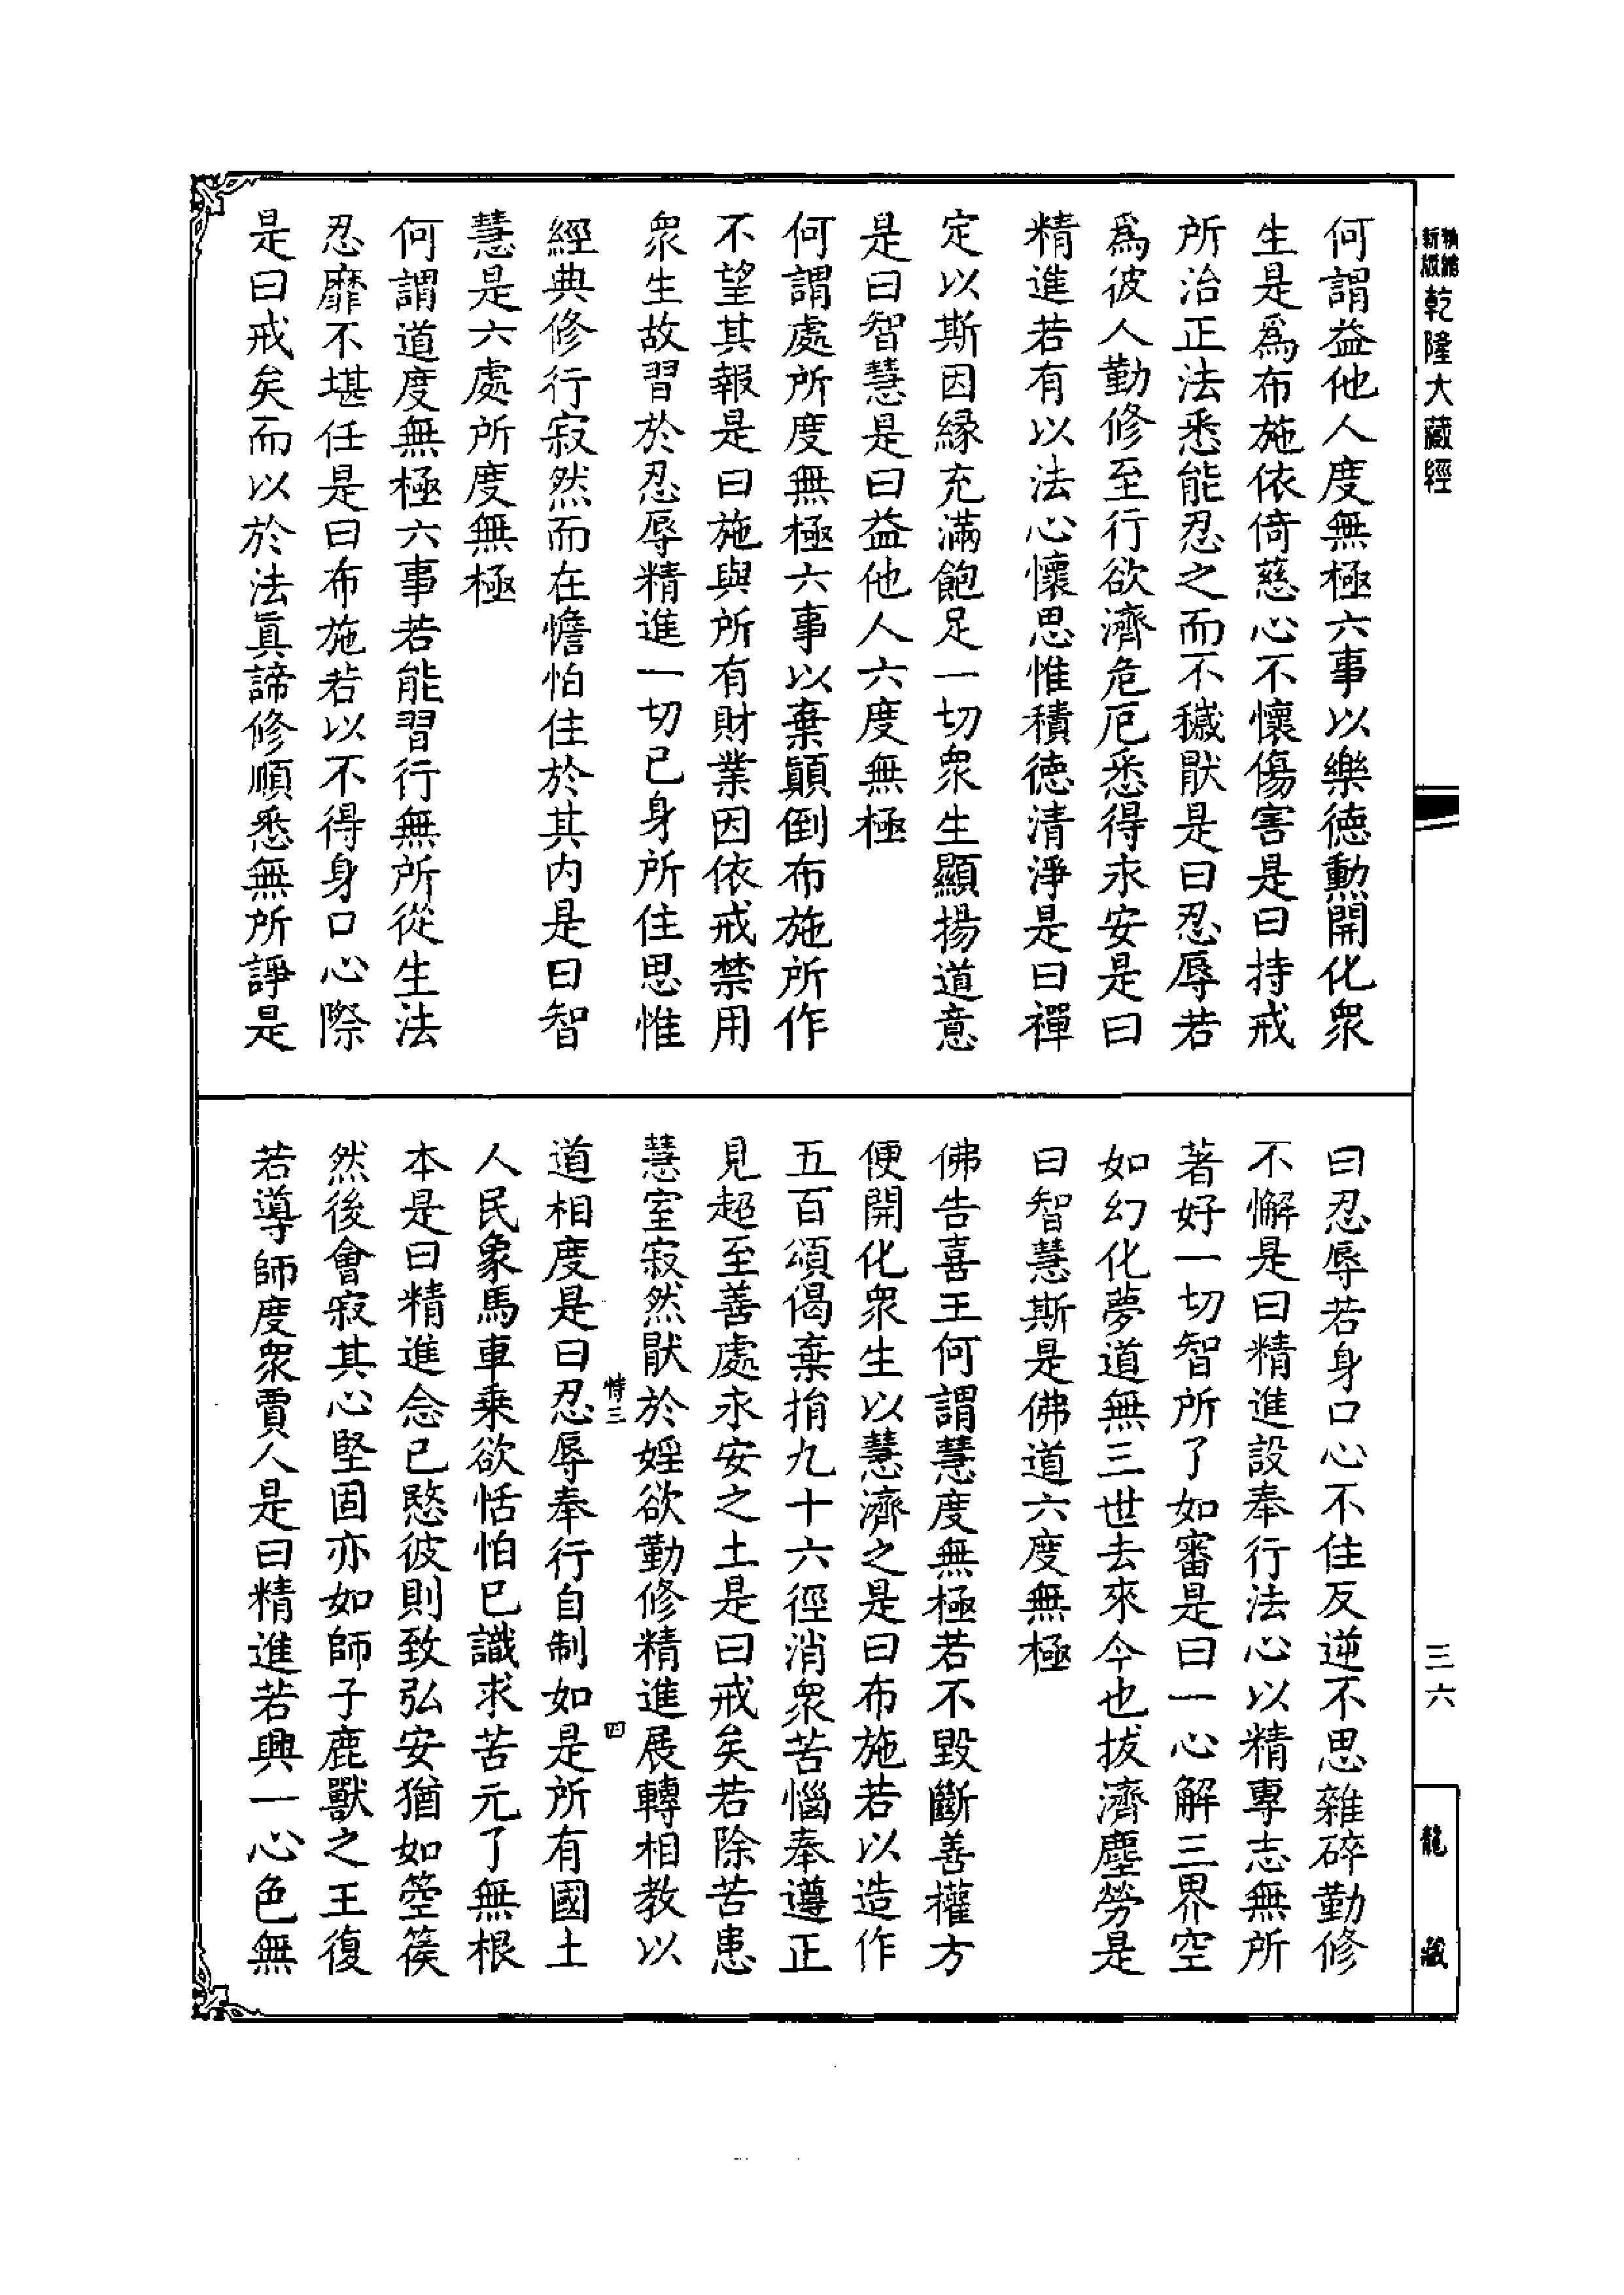 新版
精縮
乾隆大藏經
三六
龍藏
何謂益他人度無極六事以樂德勲開化衆
生是爲布施依倚慈心不懷傷害是曰持戒
所治正法悉能忍之而不穢猒是曰忍辱若
爲彼人勤修至行欲濟危厄悉得永安是曰
精進若有以法心懷思惟積德清淨是曰禪
定以斯因緣充滿飽足一切衆生顯揚道意
是曰智慧是曰益他人六度無極
何謂處所度無極六事以棄顚倒布施所作
不望其報是曰施與所有財業因依戒禁用
衆生故習於忍辱精進一切已身所住思惟
經典修行寂然而在憺怕住於其內是曰智
慧是六處所度無極
何謂道度無極六事若能習行無所從生法
忍靡不堪任是曰布施若以不得身口心際
是曰戒矣而以於法眞諦修順悉無所諍是
曰忍辱若身口心不住反逆不思雜碎勤修
不懈是曰精進設奉行法心以精專志無所
著好一切智所了如審是曰一心解三界空
如幻化夢道無三世去來今也拔濟塵勞是
曰智慧斯是佛道六度無極
佛告喜王何謂慧度無極若不毀斷善權方
便開化衆生以慧濟之是曰布施若以造作
五百頌偈棄捐九十六徑消衆苦惱奉遵正
見超至善處永安之土是曰戒矣若除苦患
慧室寂然猒於婬欲勤修精進展轉相教以
恃三
四
道相度是曰忍辱奉行自制如是所有國土
人民象馬車乘欲恬怕已識求苦元了無根
本是曰精進念已愍彼則致弘安猶如箜篌
然後會寂其心堅固亦如師子鹿獸之王復
若導師度衆賈人是曰精進若興一心色無